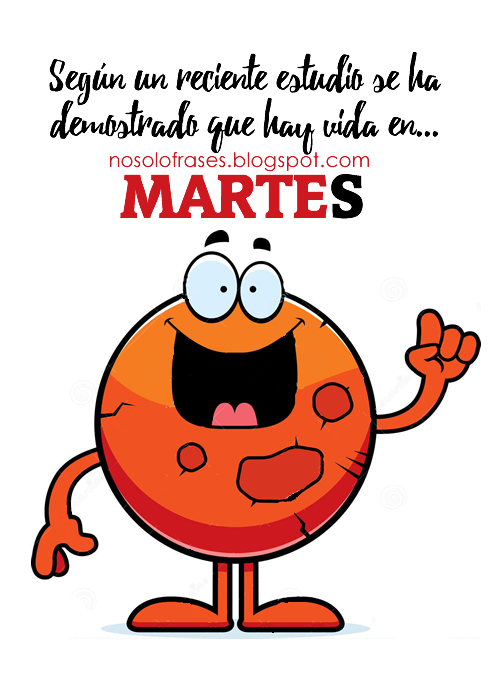 Según un reciente estudio se ha
demostrado que hay vida en...
nosolofrases.blogspot.com
MARTES